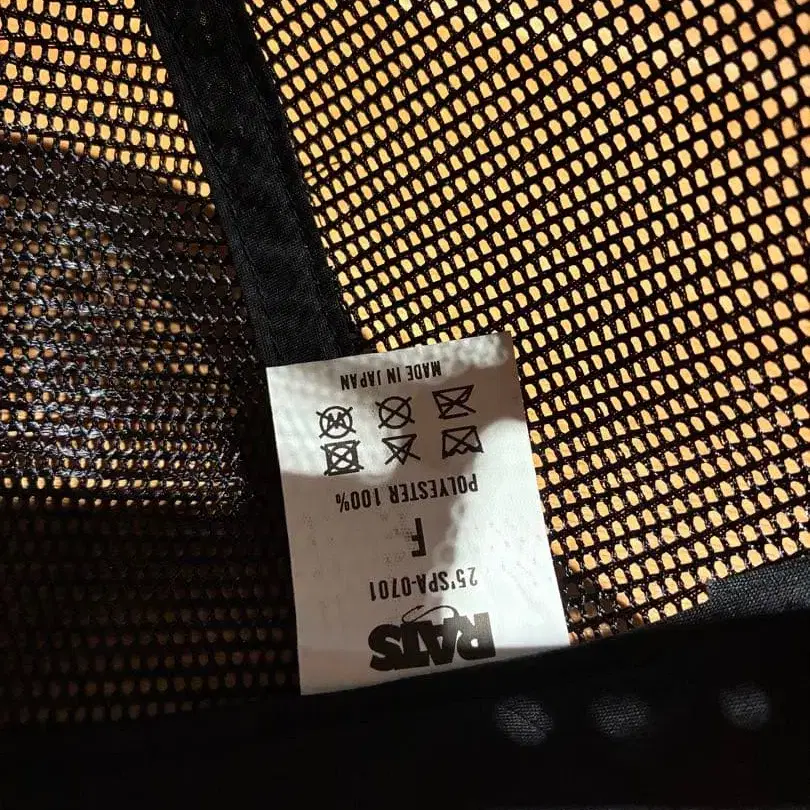 RATS
25'SPA-0701
F
POLYESTER 100%
MADE IN JAPAN